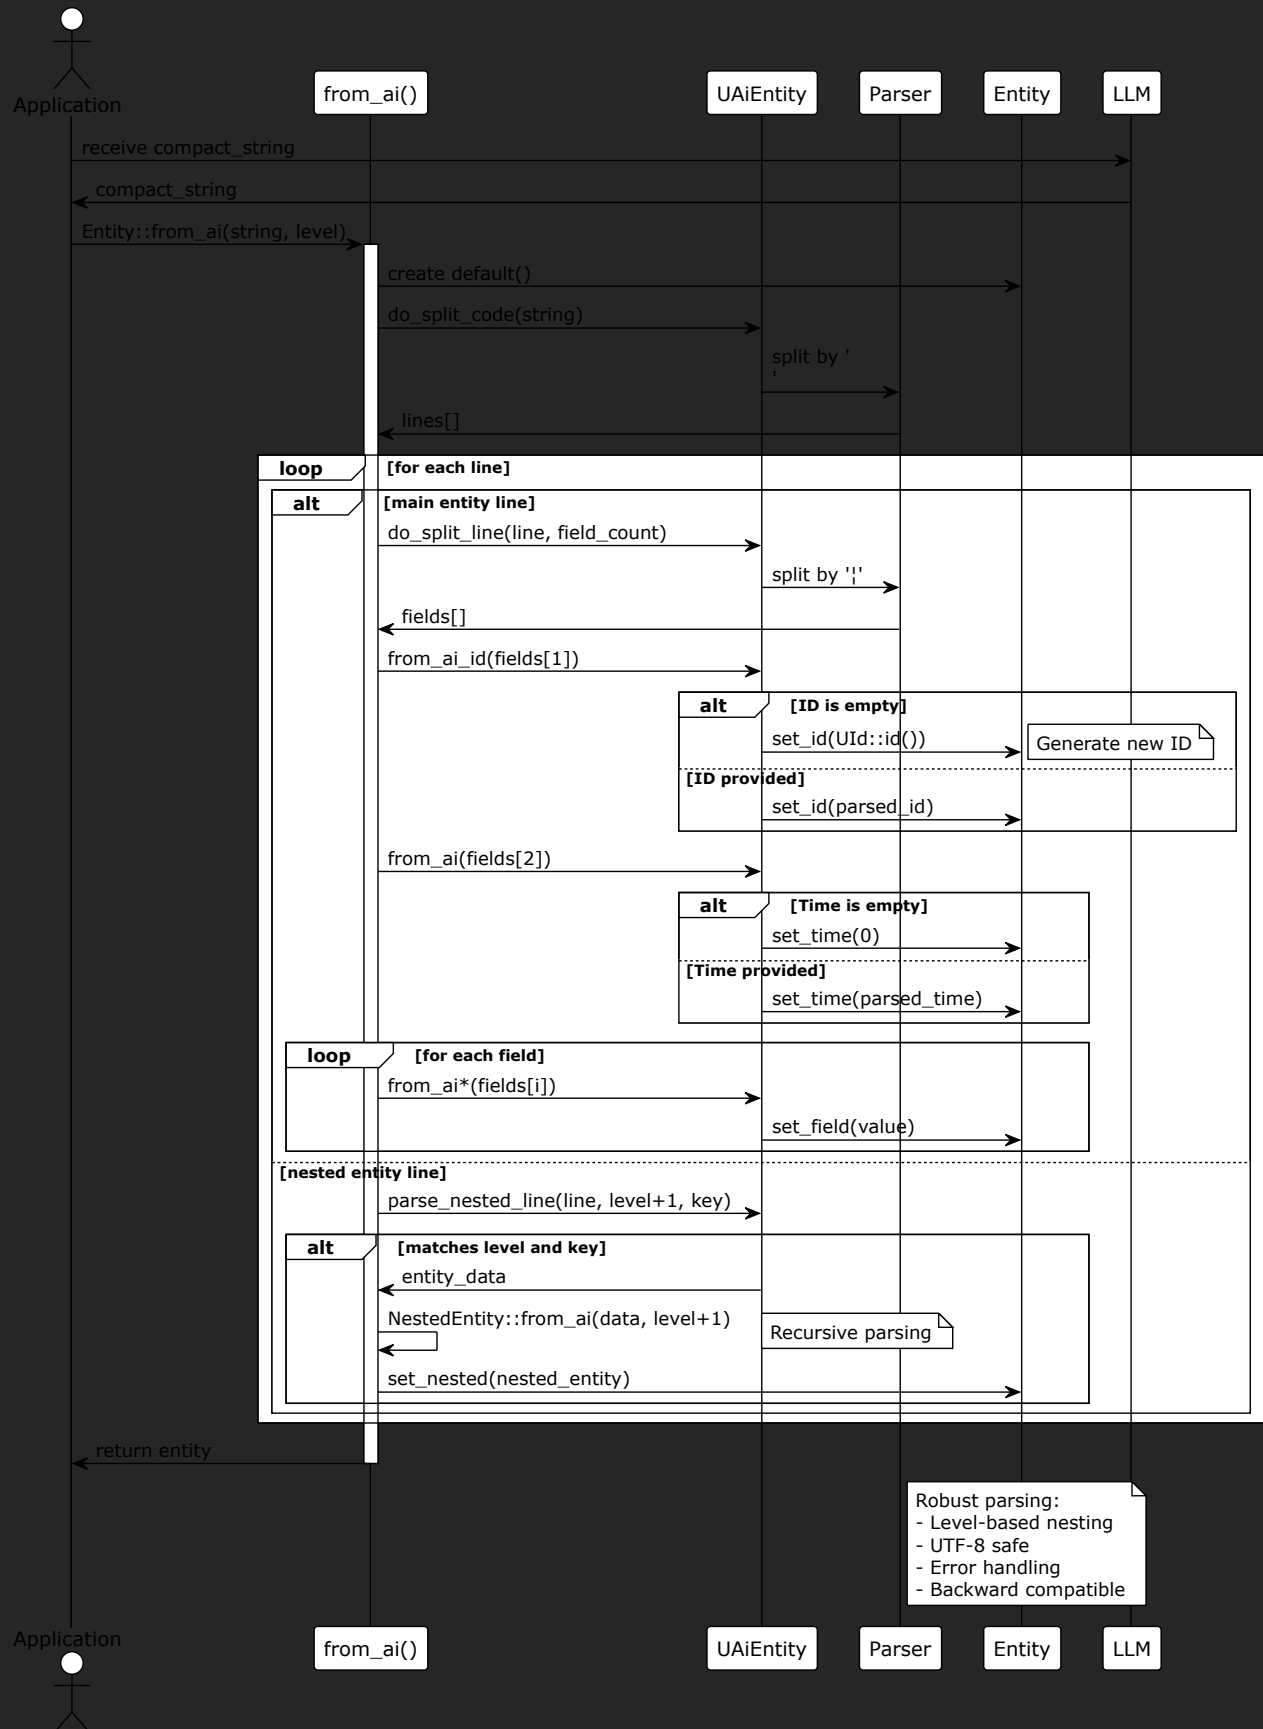 Application
from_ai()
UAiEntity
Parser
Entity
LLM
receive compact_string
compact_string
Entity::from_ai(string, level)
create default()
do_split_code(string)
split by '
'
lines[]
loop
[for each line]
alt
[main entity line]
do_split_line(line, field_count)
split by '¦'
fields[]
from_ai_id(fields[1])
alt
[ID is empty]
set_id(UId::id())
Generate new ID
[ID provided]
set_id(parsed_id)
from_ai(fields[2])
alt
[Time is empty]
set_time(0)
[Time provided]
set_time(parsed_time)
loop
[for each field]
from_ai*(fields[i])
set_field(value)
[nested entity line]
parse_nested_line(line, level+1, key)
alt
[matches level and key]
entity_data
NestedEntity::from_ai(data, level+1)
Recursive parsing
set_nested(nested_entity)
return entity
Robust parsing:
- Level-based nesting
- UTF-8 safe
- Error handling
- Backward compatible
Application
from_ai()
UAiEntity
Parser
Entity
LLM